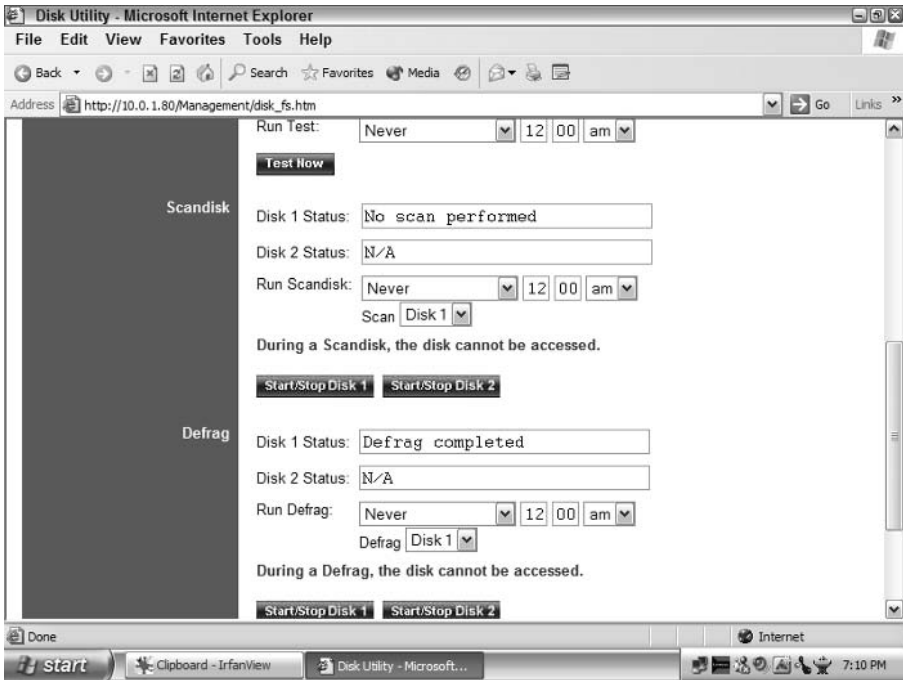 Disk Utility - Microsoft Internet Explorer
File Edit View Favorites Tools Help
Back Search Favorites Media
Address http://10.0.1.80/Management/disk_fs.htm Go Links »
Run Test: Never 12 00 am
Test Now
Scandisk
Disk 1 Status: No scan performed
Disk 2 Status: N/A
Run Scandisk: Never 12 00 am
Scan Disk 1
During a Scandisk, the disk cannot be accessed.
Start/Stop Disk 1 Start/Stop Disk 2
Defrag
Disk 1 Status: Defrag completed
Disk 2 Status: N/A
Run Defrag: Never 12 00 am
Defrag Disk 1
During a Defrag, the disk cannot be accessed.
Start/Stop Disk 1 Start/Stop Disk 2
Done Internet
start Clipboard - IrfanView Disk Utility - Microsoft... 7:10 PM